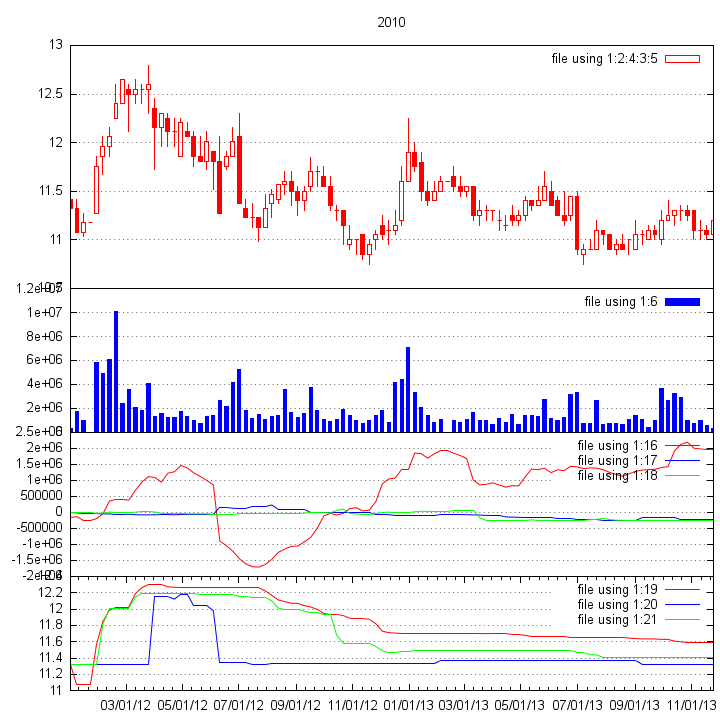 2010
13
file using 1:2:4:3:5
12.5
12
11.5
11
1.2e+07
file using 1:6
1e+07
8e+06
6e+06
4e+06
2e+06
2.5e+06
2e+06
file using 1:16
1.5e+06
file using 1:17
1e+06
file using 1:18
500000
0
-500000
-1e+06
-1.5e+06
-2e+06
12.2
file using 1:19
12
file using 1:20
11.8
file using 1:21
11.6
11.4
11.2
11
03/01/12 05/01/12 07/01/12 09/01/12 11/01/12 01/01/13 03/01/13 05/01/13 07/01/13 09/01/13 11/01/13